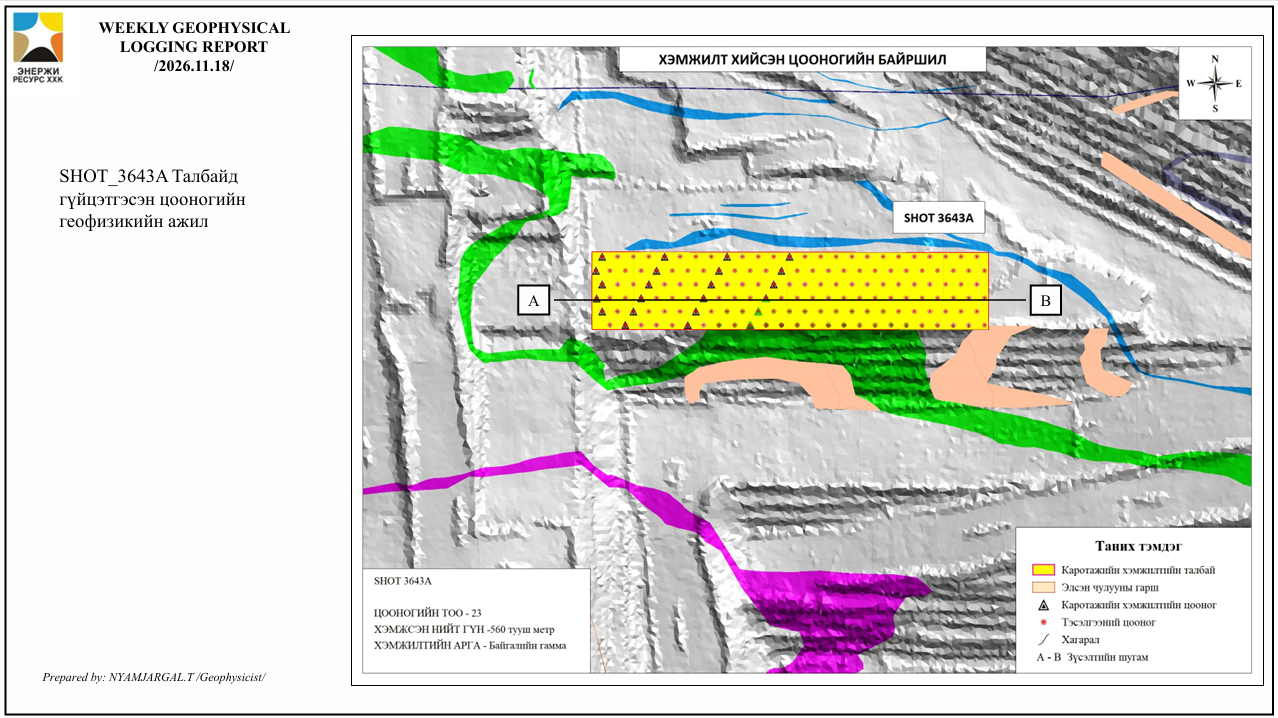 WEEKLY GEOPHYSICAL
LOGGING REPORT
/2026.11.18/
ЭНЕРЖИ
РЕСУРС ХХК
SHOT_3643A Талбайд
гүйцэтгэсэн цооногийн
геофизикийн ажил
Prepared by: NYAMJARGAL.T /Geophysicist/
ХЭМЖИЛТ ХИЙСЭН ЦООНОГИЙН БАЙРШИЛ
N
W E
S
SHOT 3643A
A
B
SHOT 3643A
ЦООНОГИЙН ТОО - 23
ХЭМЖСЭН НИЙТ ГҮН -560 тууш метр
ХЭМЖИЛТИЙН АРГА - Байгалийн гамма
Таних тэмдэг
Каротажийн хэмжилтийн талбай
Элсэн чулууны гарш
Каротажийн хэмжилтийн цооног
Тэсэлгээний цооног
Хагарал
A - B Зүсэлтийн шугам